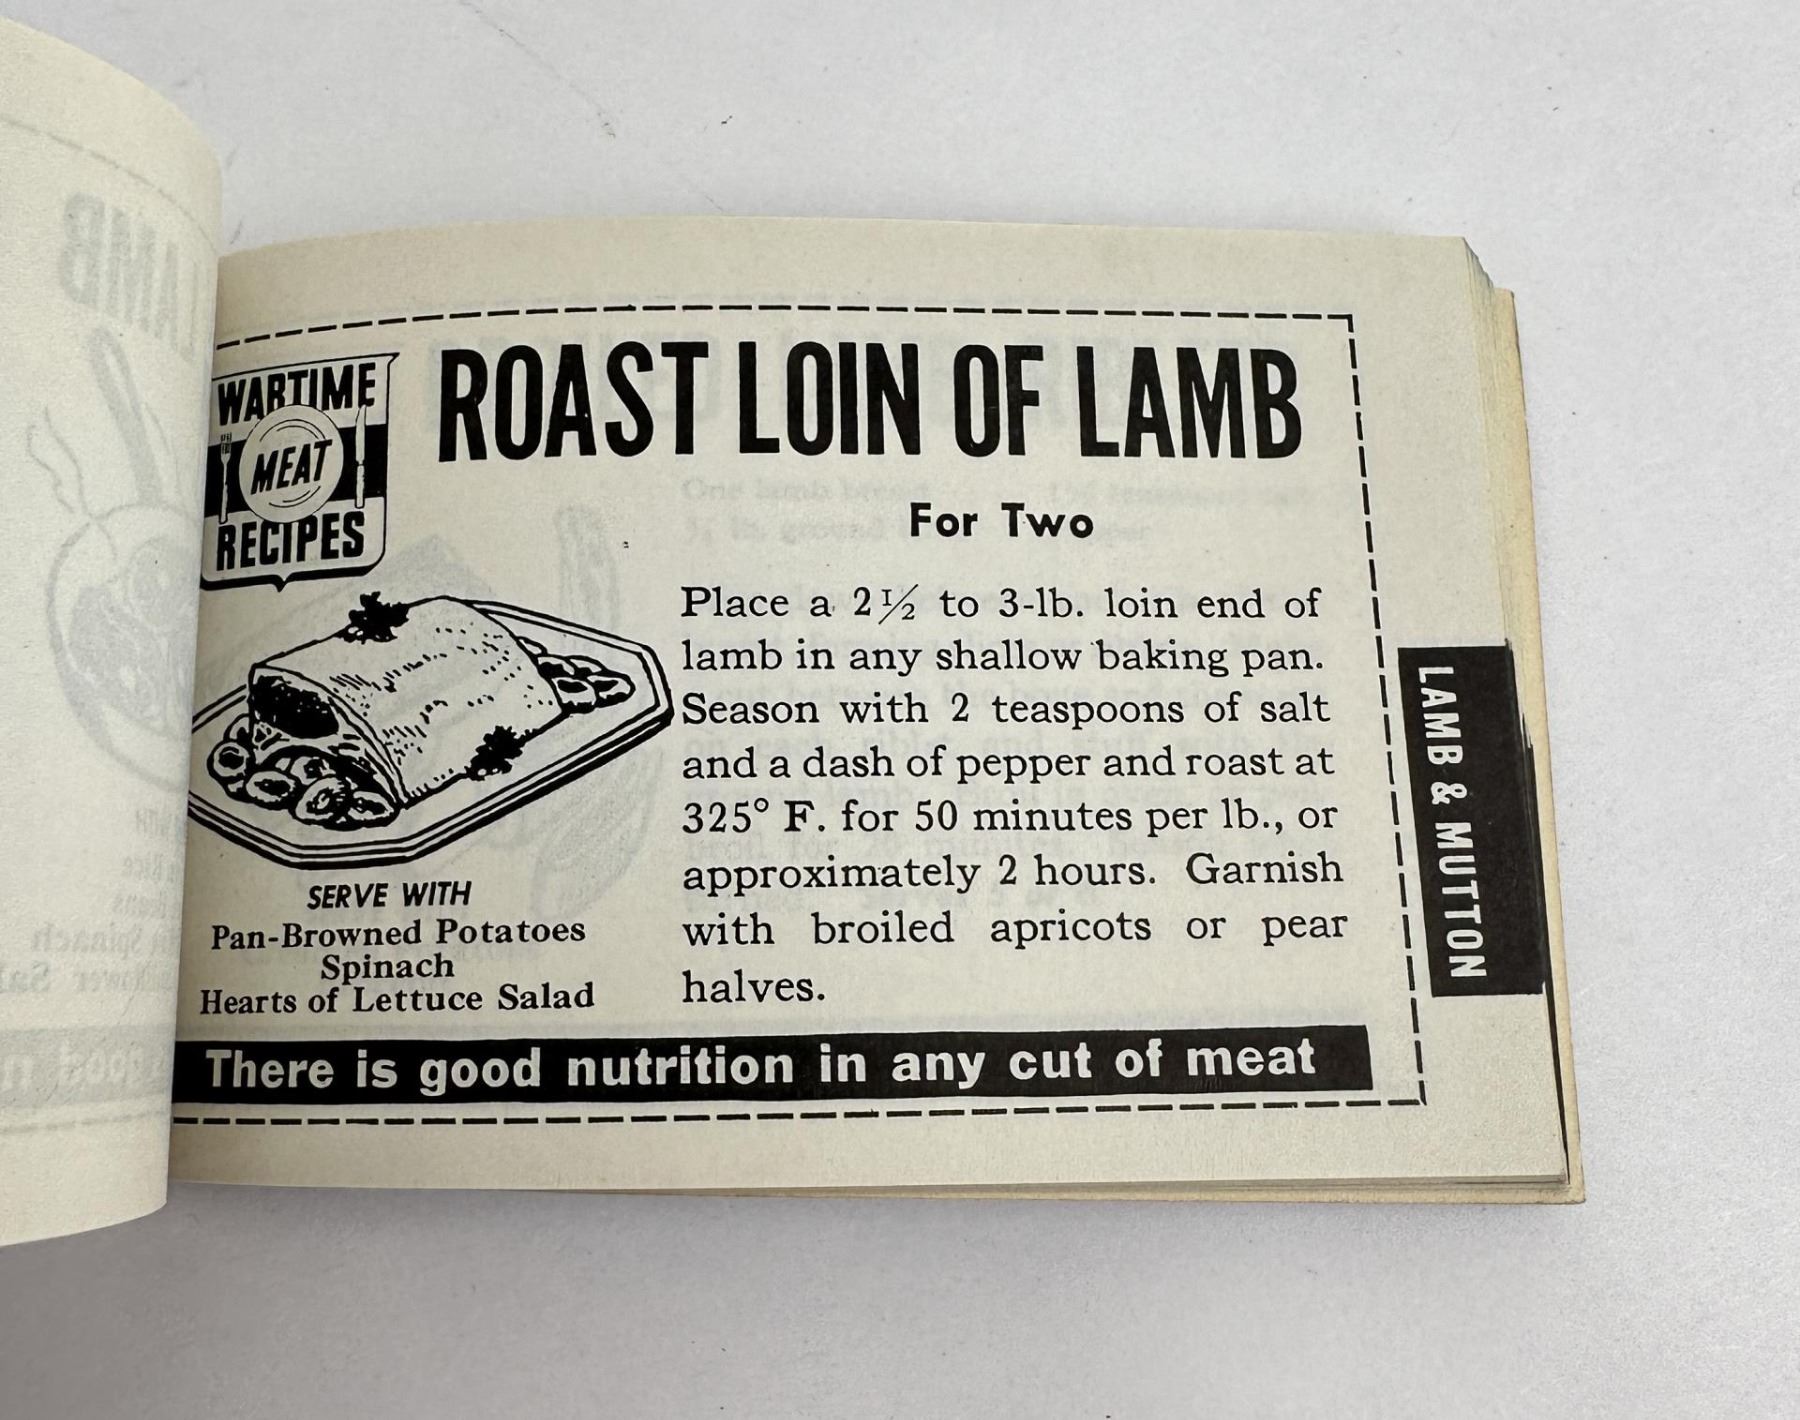 WARTIME
MEAT
RECIPES
ROAST LOIN OF LAMB
For Two
Place a 2½ to 3-lb. loin end of
lamb in any shallow baking pan.
Season with 2 teaspoons of salt
and a dash of pepper and roast at
325° F. for 50 minutes per lb., or
approximately 2 hours. Garnish
with broiled apricots or pear
halves.
SERVE WITH
Pan-Browned Potatoes
Spinach
Hearts of Lettuce Salad
There is good nutrition in any cut of meat
LAMB & MUTTON